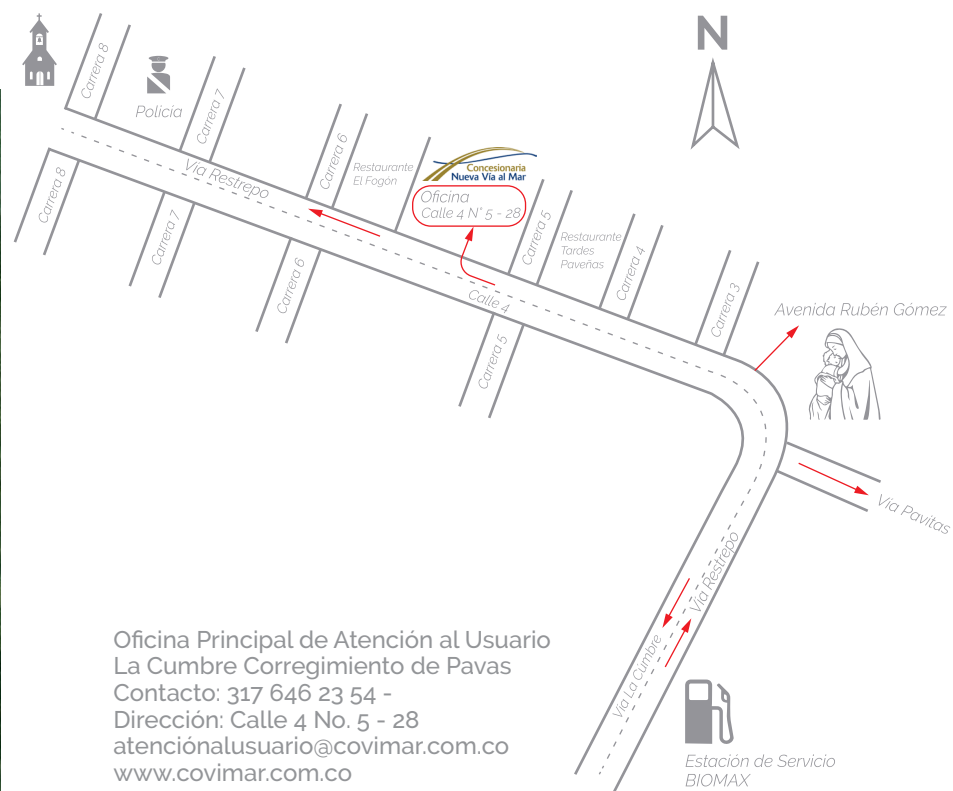 N
Carrera 8
Policía
Carrera 7
Carrera 6
Restaurante
El Fogón
Concesionaria
Nueva Vía al Mar
Oficina
Calle 4 N° 5 - 28
Carrera 5
Restaurante
Tardes
Paveñas
Carrera 4
Carrera 3
Avenida Rubén Gómez
Vía Restrepo
Calle 4
Carrera 8
Carrera 7
Carrera 6
Carrera 5
Vía Pavitas
Vía Restrepo
Vía La Cumbre
Estación de Servicio
BIOMAX
Oficina Principal de Atención al Usuario
La Cumbre Corregimiento de Pavas
Contacto: 317 646 23 54 -
Dirección: Calle 4 No. 5 - 28
atenciónalusuario@covimar.com.co
www.covimar.com.co